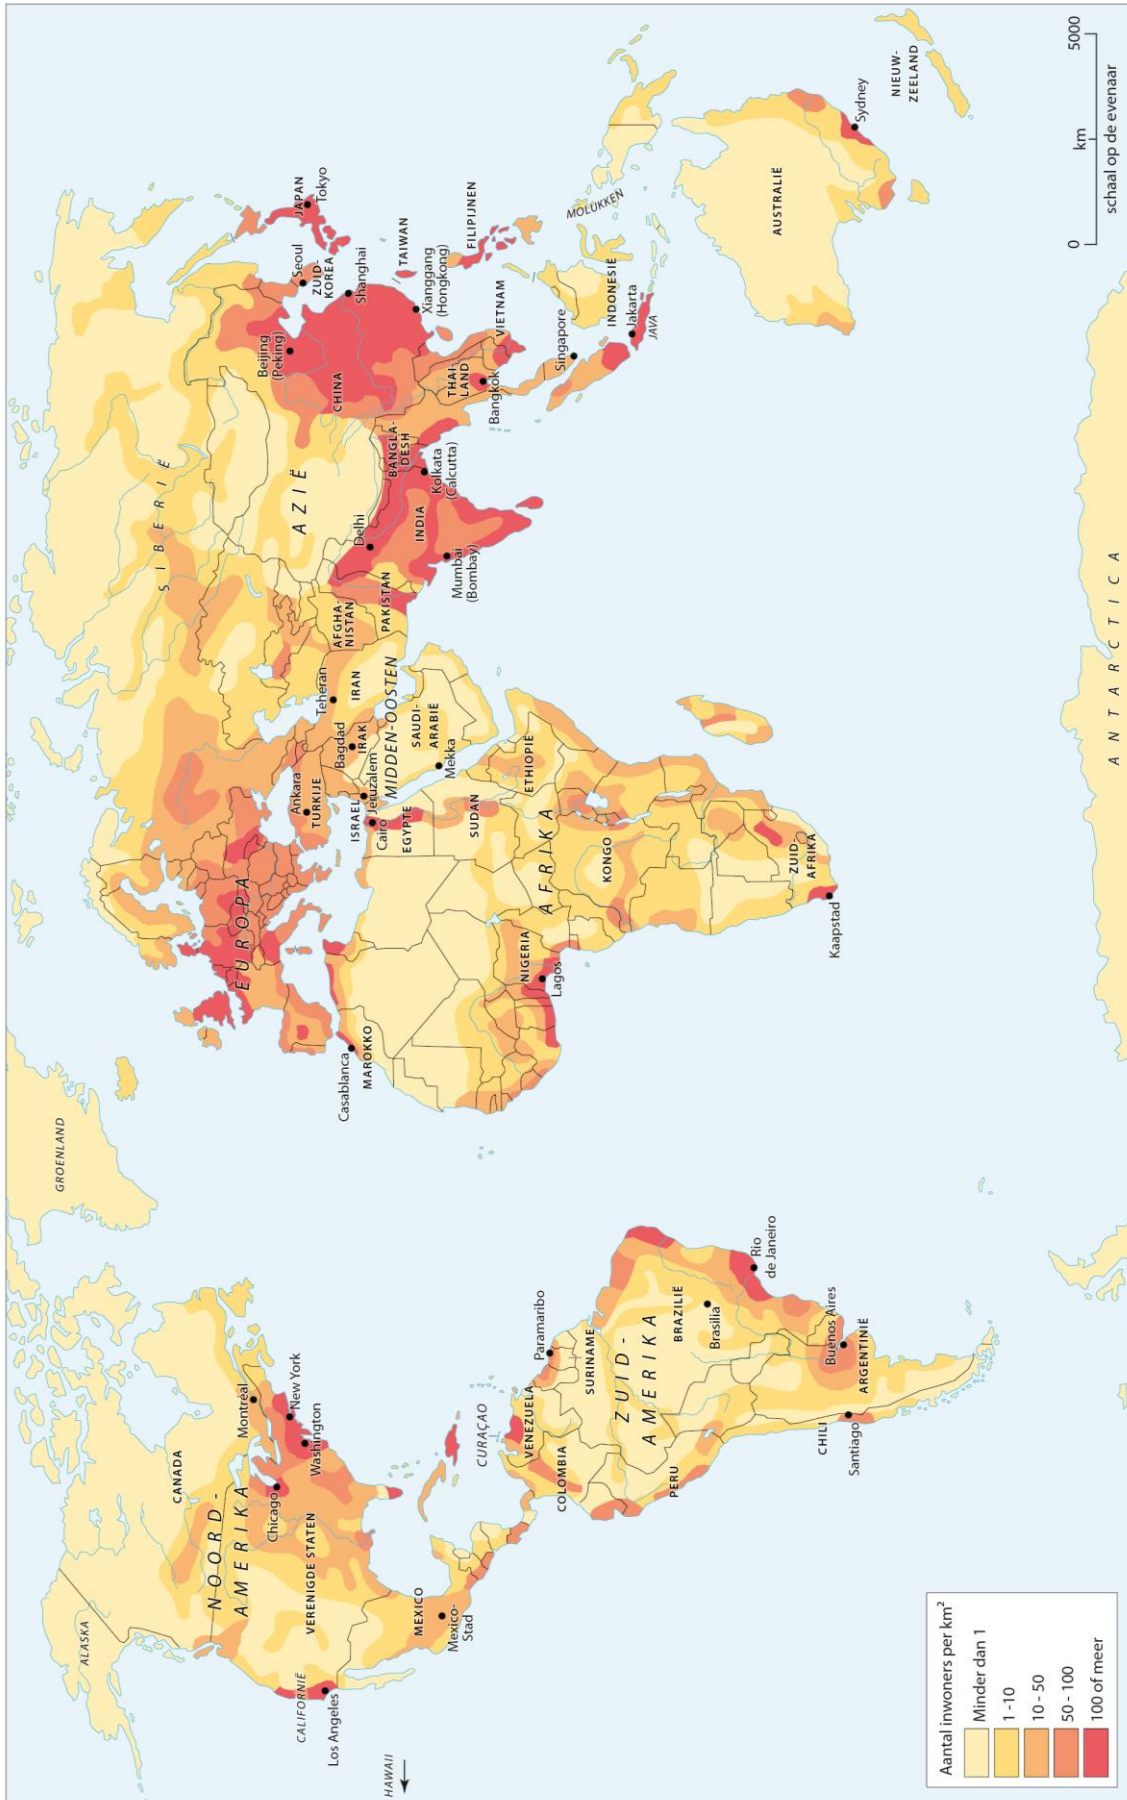 GROENLAND
ALASKA
CANADA
NOORD-
AMERIKA
Montréal
New York
Washington
Chicago
VERENIGDE STATEN
CALIFORNIË
Los Angeles
HAWAII
MEXICO
Mexico-
Stad
CURAÇAO
VENEZUELA
COLOMBIA
Paramaribo
SURINAME
ZUID-
AMERIKA
BRAZILIË
Brasilia
PERU
Rio
de Janeiro
CHILI
Santiago
Buenos Aires
ARGENTINIË
EUROPA
Casablanca
MAROKKO
Ankara
TURKIJE
ISRAEL
Jeruzalem
Cairo
EGYPTE
Bagdad
IRAK
Teheran
IRAN
MIDDEN-OOSTEN
SAUDI-
ARABIË
Mekka
SUDAN
ETHIOPIË
AFRIKA
NIGERIA
Lagos
KONGO
ZUID-
AFRIKA
Kaapstad
SIBERIË
AZIË
AFGHA-
NISTAN
PAKISTAN
Delhi
INDIA
Mumbai
(Bombay)
BANGLA-
DESH
Kolkata
(Calcutta)
CHINA
Beijing
(Peking)
Seoul
ZUID-
KOREA
JAPAN
Tokyo
Shanghai
TAIWAN
Xianggang
(Hongkong)
FILIPIJNEN
VIETNAM
THAI-
LAND
Bangkok
Singapore
INDONESIË
Jakarta
JAVA
MOLUKKEN
AUSTRALIË
Sydney
NIEUW-
ZEELAND
ANTARCTICA
Aantal inwoners per km²
Minder dan 1
1 -10
10 - 50
50 - 100
100 of meer
0 km 5000
schaal op de evenaar